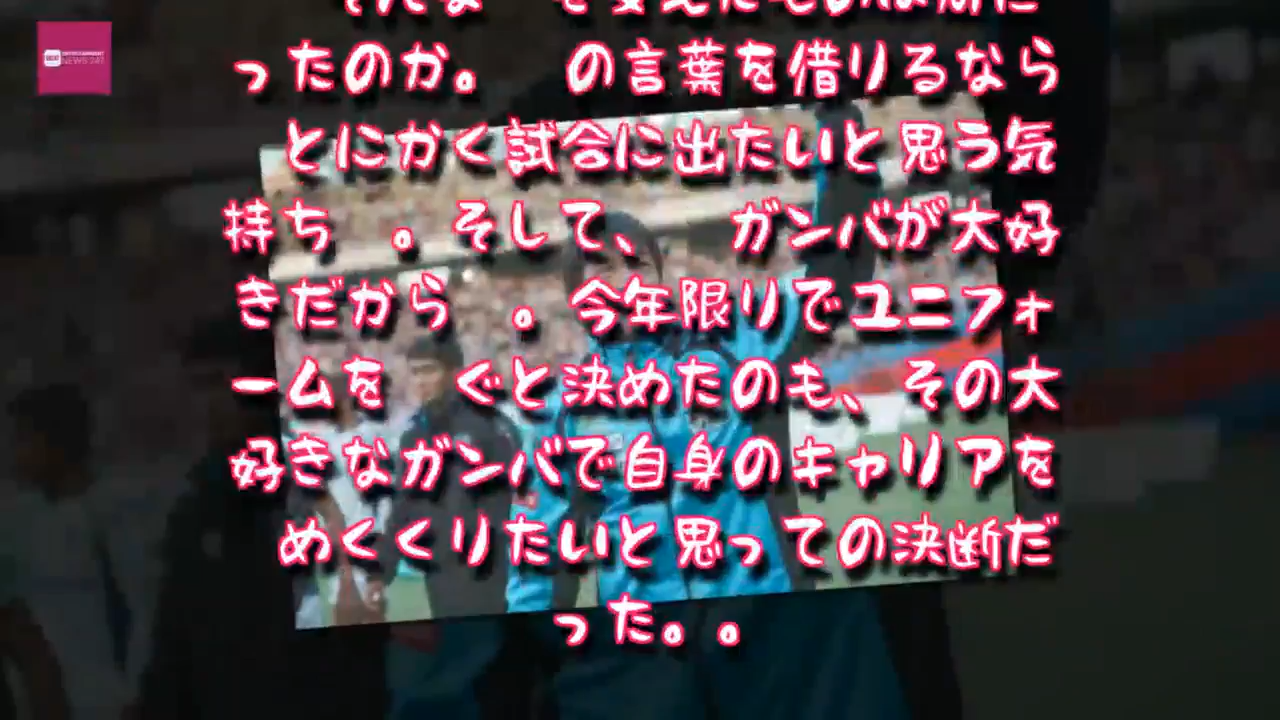 ったのか。 の言葉を借りるなら
とにかく試合に出たいと思う気
持ち 。そして、 ガンバが大好
きだから 。今年限りでユニフォ
ームを ぐと決めたのも、その大
好きなガンバで自身のキャリアを
めくくりたいと思っての決断だ
った。。